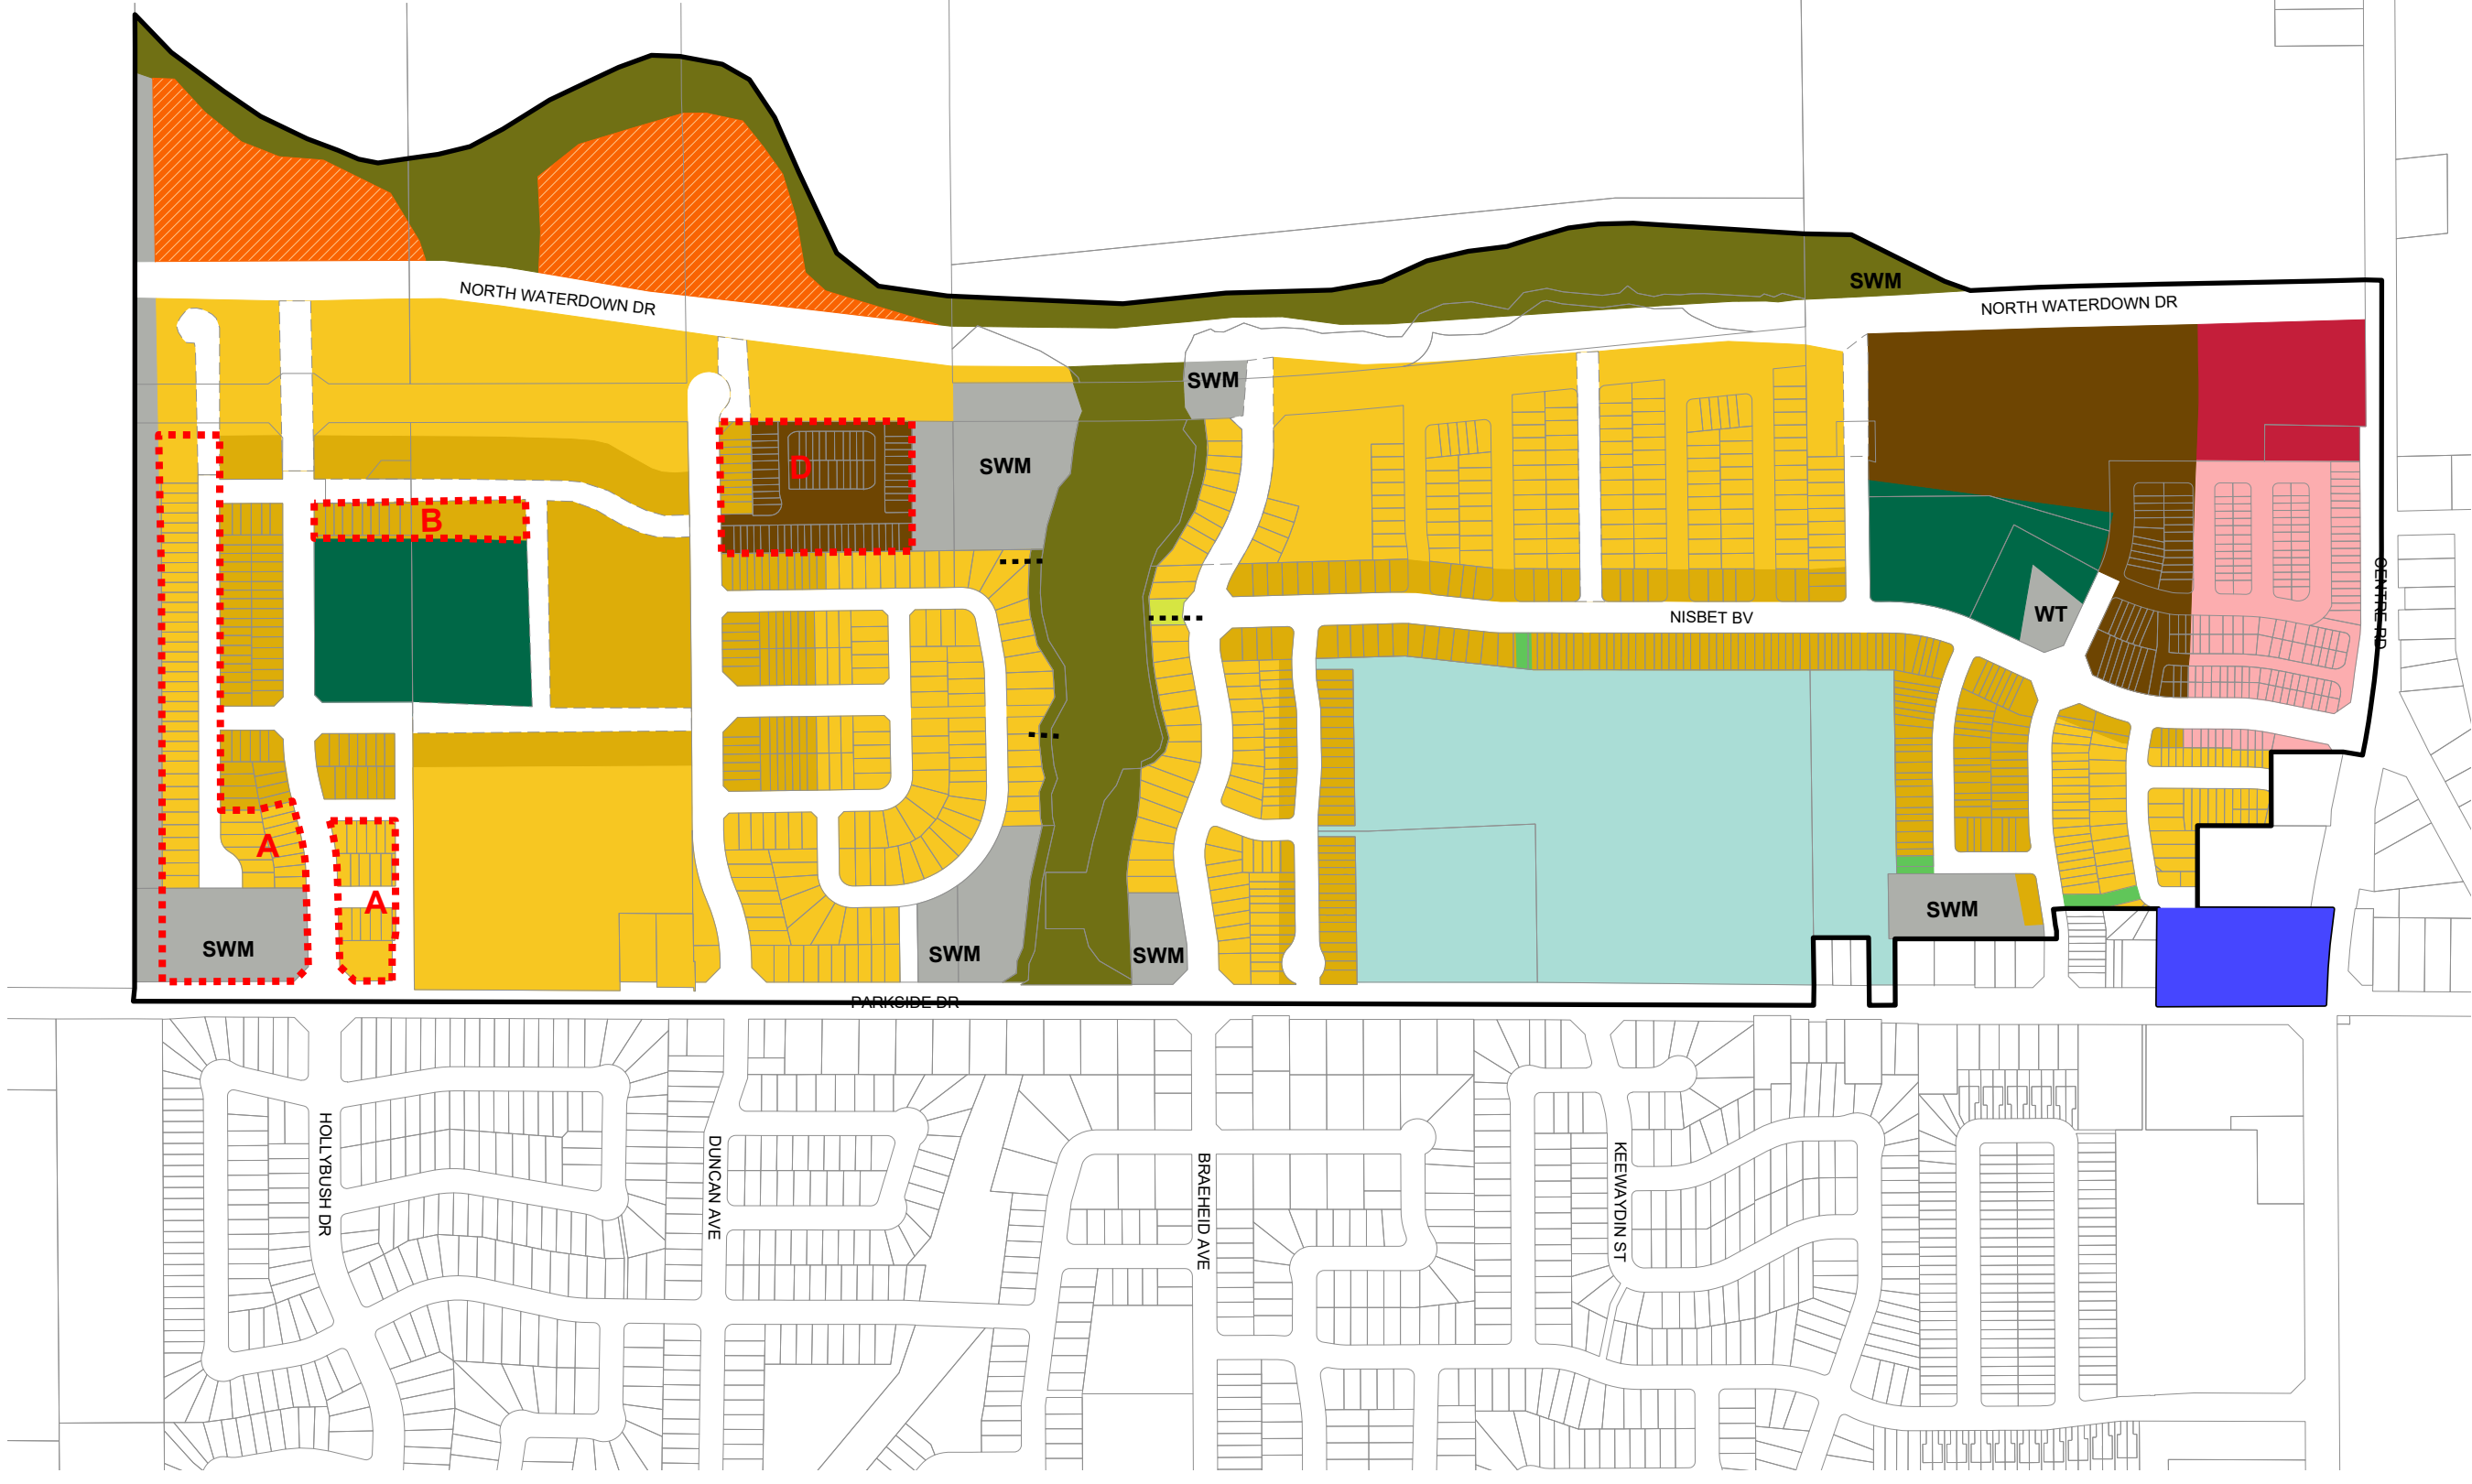 SWM
NORTH WATERDOWN DR
NORTH WATERDOWN DR
SWM
D
SWM
B
WT
NISBET BV
CENTRE RD
A
A
SWM
SWM
SWM
SWM
PARKSIDE DR
HOLLYBUSH DR
DUNCAN AVE
BRAEHEID AVE
KEEWAYDIN ST